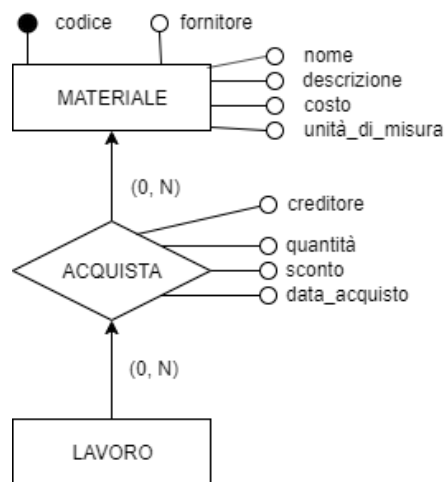 codice
fornitore
nome
descrizione
costo
unità_di_misura
MATERIALE
(0, N)
creditore
quantità
sconto
data_acquisto
ACQUISTA
(0, N)
LAVORO